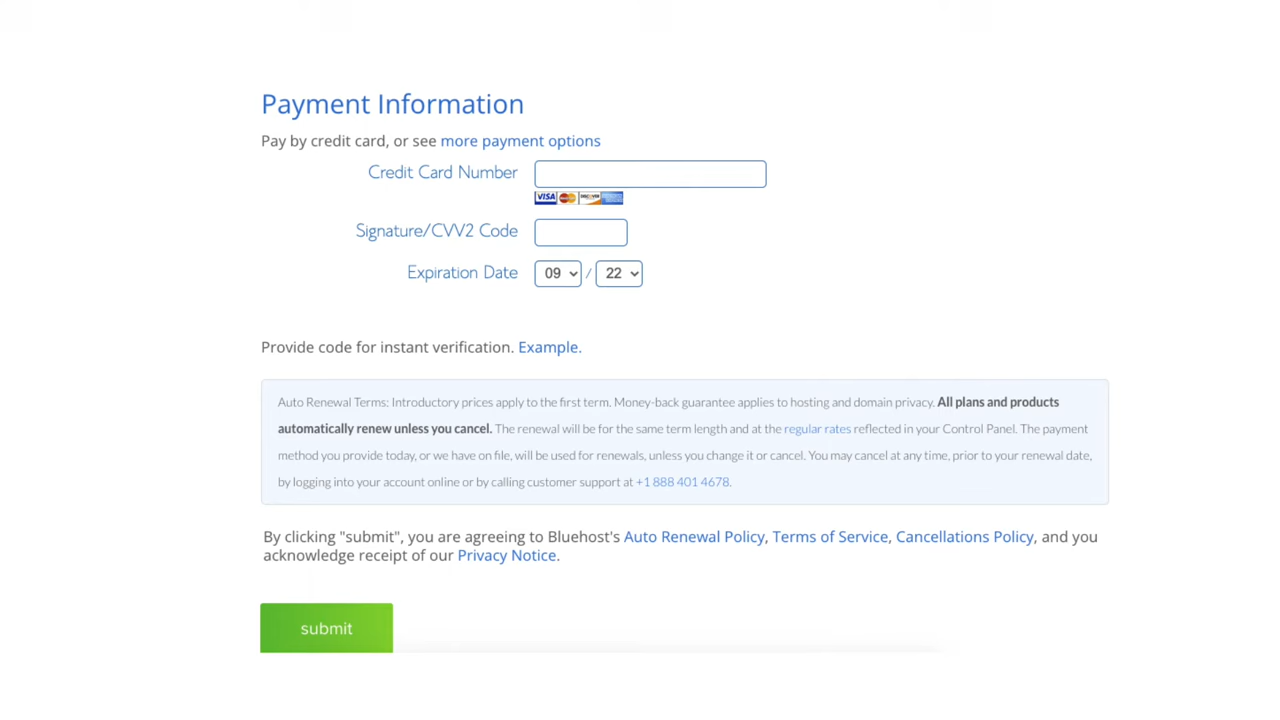 Payment Information
Pay by credit card, or see more payment options
Credit Card Number
VISA
DISCOVER
Signature/CVV2 Code
Expiration Date 09 / 22
Provide code for instant verification. Example.
Auto Renewal Terms: Introductory prices apply to the first term. Money-back guarantee applies to hosting and domain privacy. All plans and products
automatically renew unless you cancel. The renewal will be for the same term length and at the regular rates reflected in your Control Panel. The payment
method you provide today, or we have on file, will be used for renewals, unless you change it or cancel. You may cancel at any time, prior to your renewal date,
by logging into your account online or by calling customer support at +1 888 401 4678.
By clicking "submit", you are agreeing to Bluehost's Auto Renewal Policy, Terms of Service, Cancellations Policy, and you
acknowledge receipt of our Privacy Notice.
submit